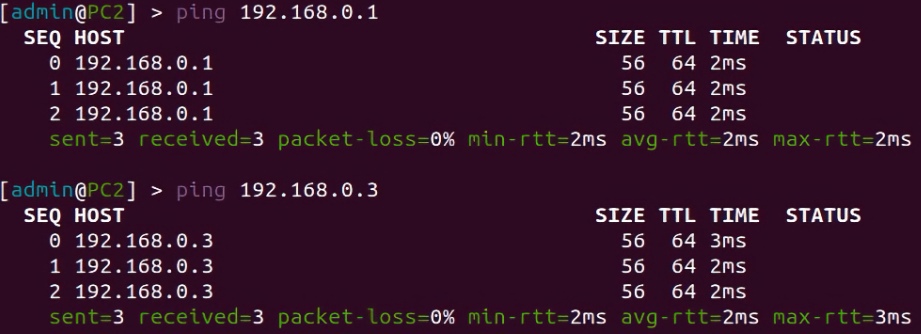 [admin@PC2] > ping 192.168.0.1
SEQ HOST SIZE TTL TIME STATUS
0 192.168.0.1 56 64 2ms
1 192.168.0.1 56 64 2ms
2 192.168.0.1 56 64 2ms
sent=3 received=3 packet-loss=0% min-rtt=2ms avg-rtt=2ms max-rtt=2ms
[admin@PC2] > ping 192.168.0.3
SEQ HOST SIZE TTL TIME STATUS
0 192.168.0.3 56 64 3ms
1 192.168.0.3 56 64 2ms
2 192.168.0.3 56 64 2ms
sent=3 received=3 packet-loss=0% min-rtt=2ms avg-rtt=2ms max-rtt=3ms